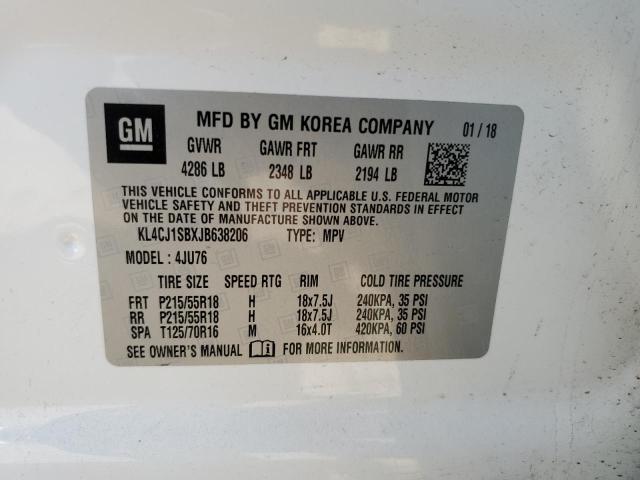 GM
MFD BY GM KOREA COMPANY 01/18
GVWR GAWR FRT GAWR RR
4286 LB 2348 LB 2194 LB
THIS VEHICLE CONFORMS TO ALL APPLICABLE U.S. FEDERAL MOTOR
VEHICLE SAFETY AND THEFT PREVENTION STANDARDS IN EFFECT
ON THE DATE OF MANUFACTURE SHOWN ABOVE.
KL4CJ1SBXJB638206 TYPE: MPV
MODEL: 4JU76
TIRE SIZE SPEED RTG RIM COLD TIRE PRESSURE
FRT P215/55R18 H 18x7.5J 240KPA, 35 PSI
RR P215/55R18 H 18x7.5J 240KPA, 35 PSI
SPA T125/70R16 M 16x4.0T 420KPA, 60 PSI
SEE OWNER'S MANUAL FOR MORE INFORMATION.